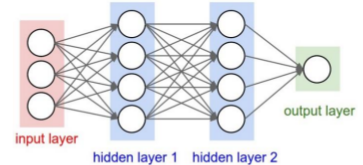 input layer
hidden layer 1
hidden layer 2
output layer